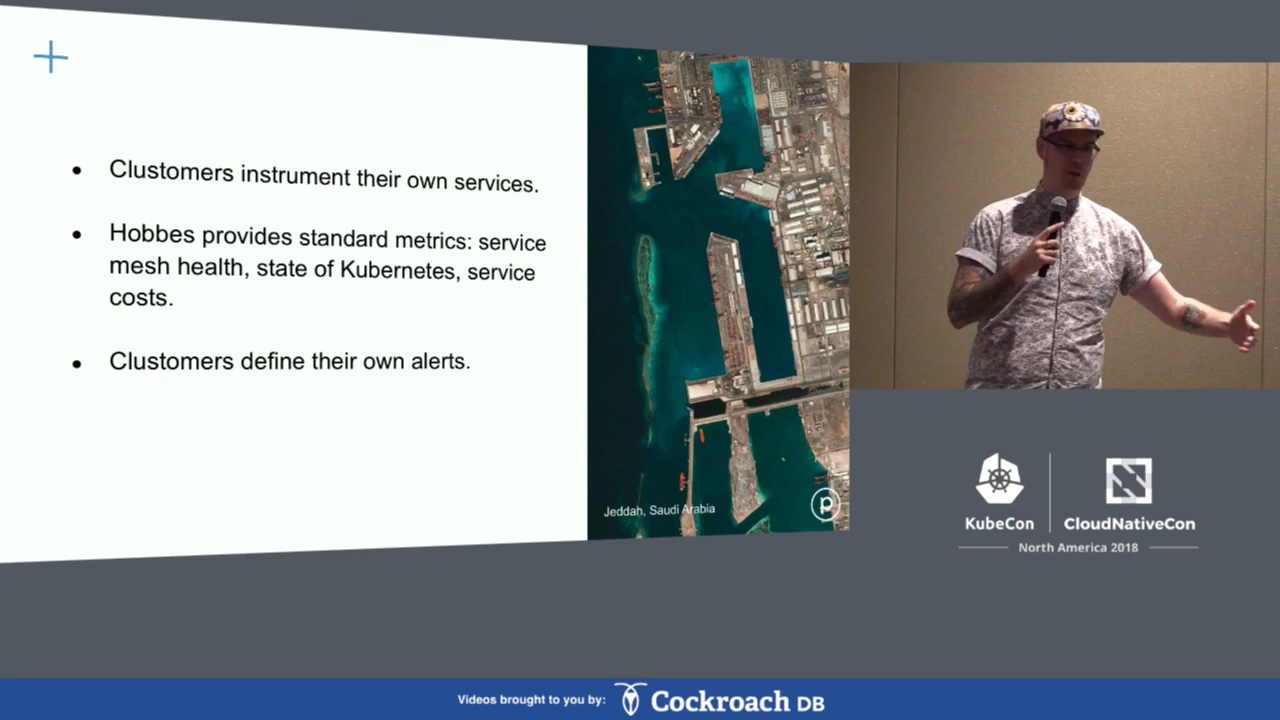 Clustomers instrument their own services.
Hobbes provides standard metrics: service
mesh health, state of Kubernetes, service
costs.
Clustomers define their own alerts.
Jeddah, Saudi Arabia
p
KubeCon
CloudNativeCon
North America 2018
Videos brought to you by:
Cockroach DB